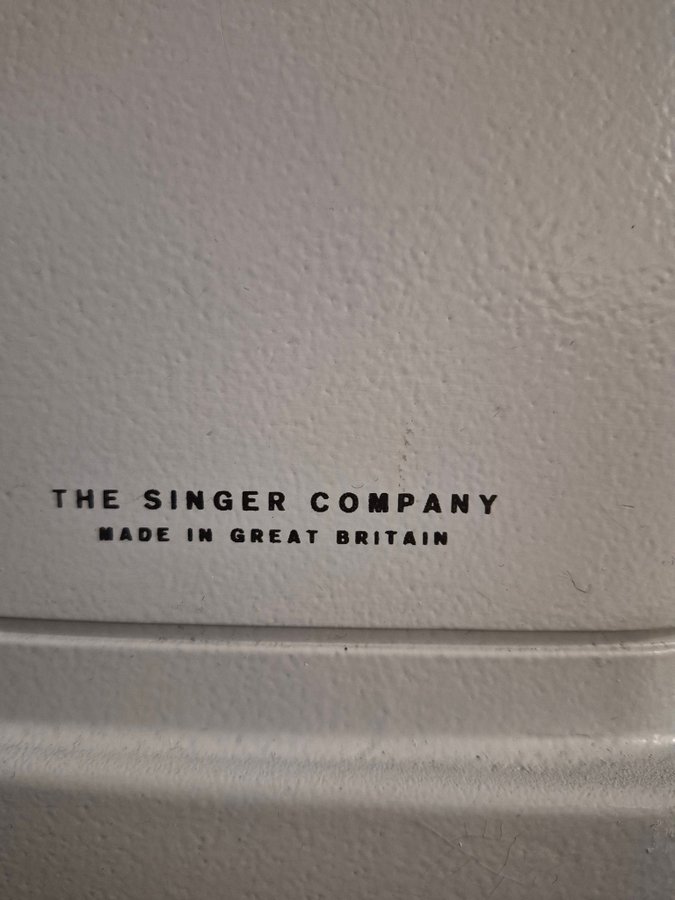 THE SINGER COMPANY
MADE IN GREAT BRITAIN